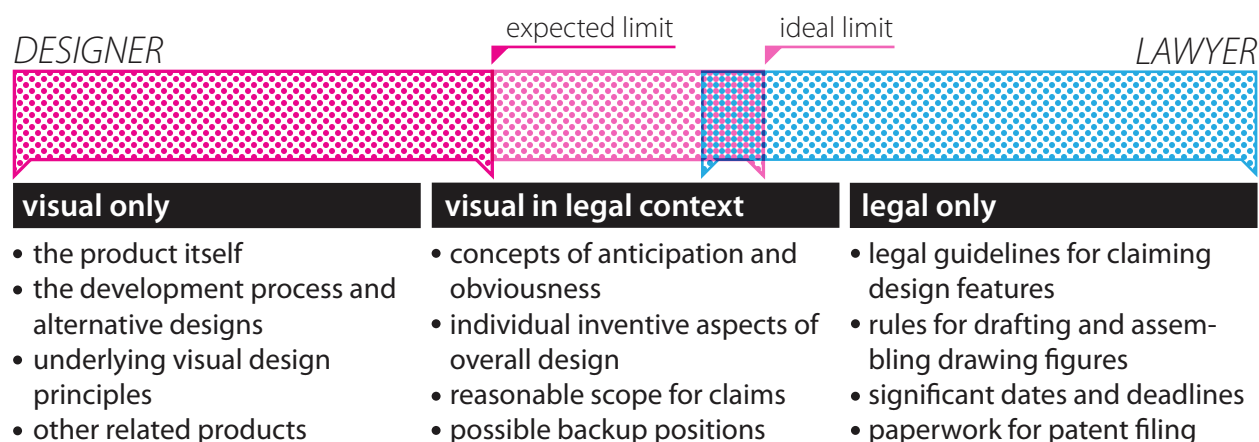 expected limit
ideal limit
DESIGNER
LAWYER
visual only
• the product itself
• the development process and
alternative designs
• underlying visual design
principles
• other related products
visual in legal context
• concepts of anticipation and
obviousness
• individual inventive aspects of
overall design
• reasonable scope for claims
• possible backup positions
legal only
• legal guidelines for claiming
design features
• rules for drafting and assem-
bling drawing figures
• significant dates and deadlines
• paperwork for patent filing